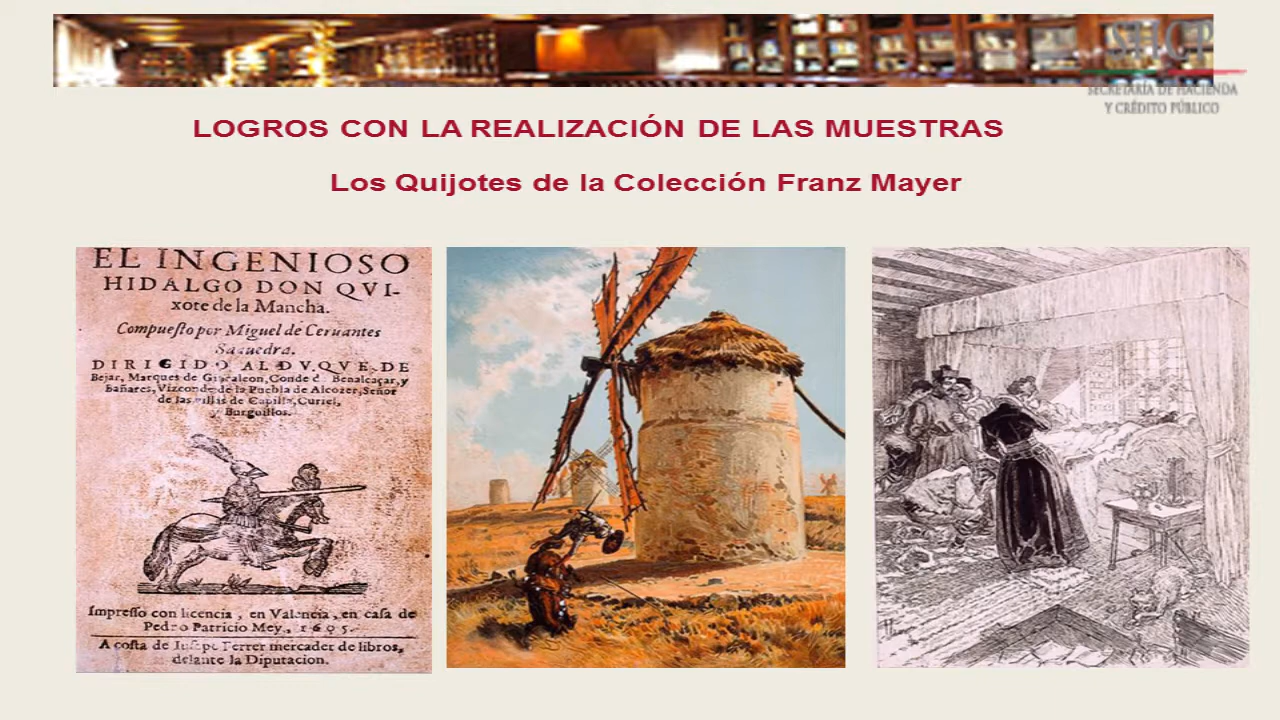 SHCP
SECRETARÍA DE HACIENDA
Y CRÉDITO PÚBLICO
LOGROS CON LA REALIZACIÓN DE LAS MUESTRAS
Los Quijotes de la Colección Franz Mayer
EL INGENIOSO
HIDALGO DON QVI-
xote de la Mancha.
Compuesto por Miguel de Ceruantes
Saauedra.
DIRIGIDO AL DVQVE DE
Bejar, Marques de Gibraleon, Conde de Benalcaçar, y
Bañares, Vizconde de la Puebla de Alcozer, Señor
de las villas de Capilla, Curiel,
y Burguillos.
Impresso con licencia, en Valencia, en casa de
Pedro Patricio Mey, 1605.
A costa de Iusepe Ferrer mercader de libros,
delante la Diputacion.